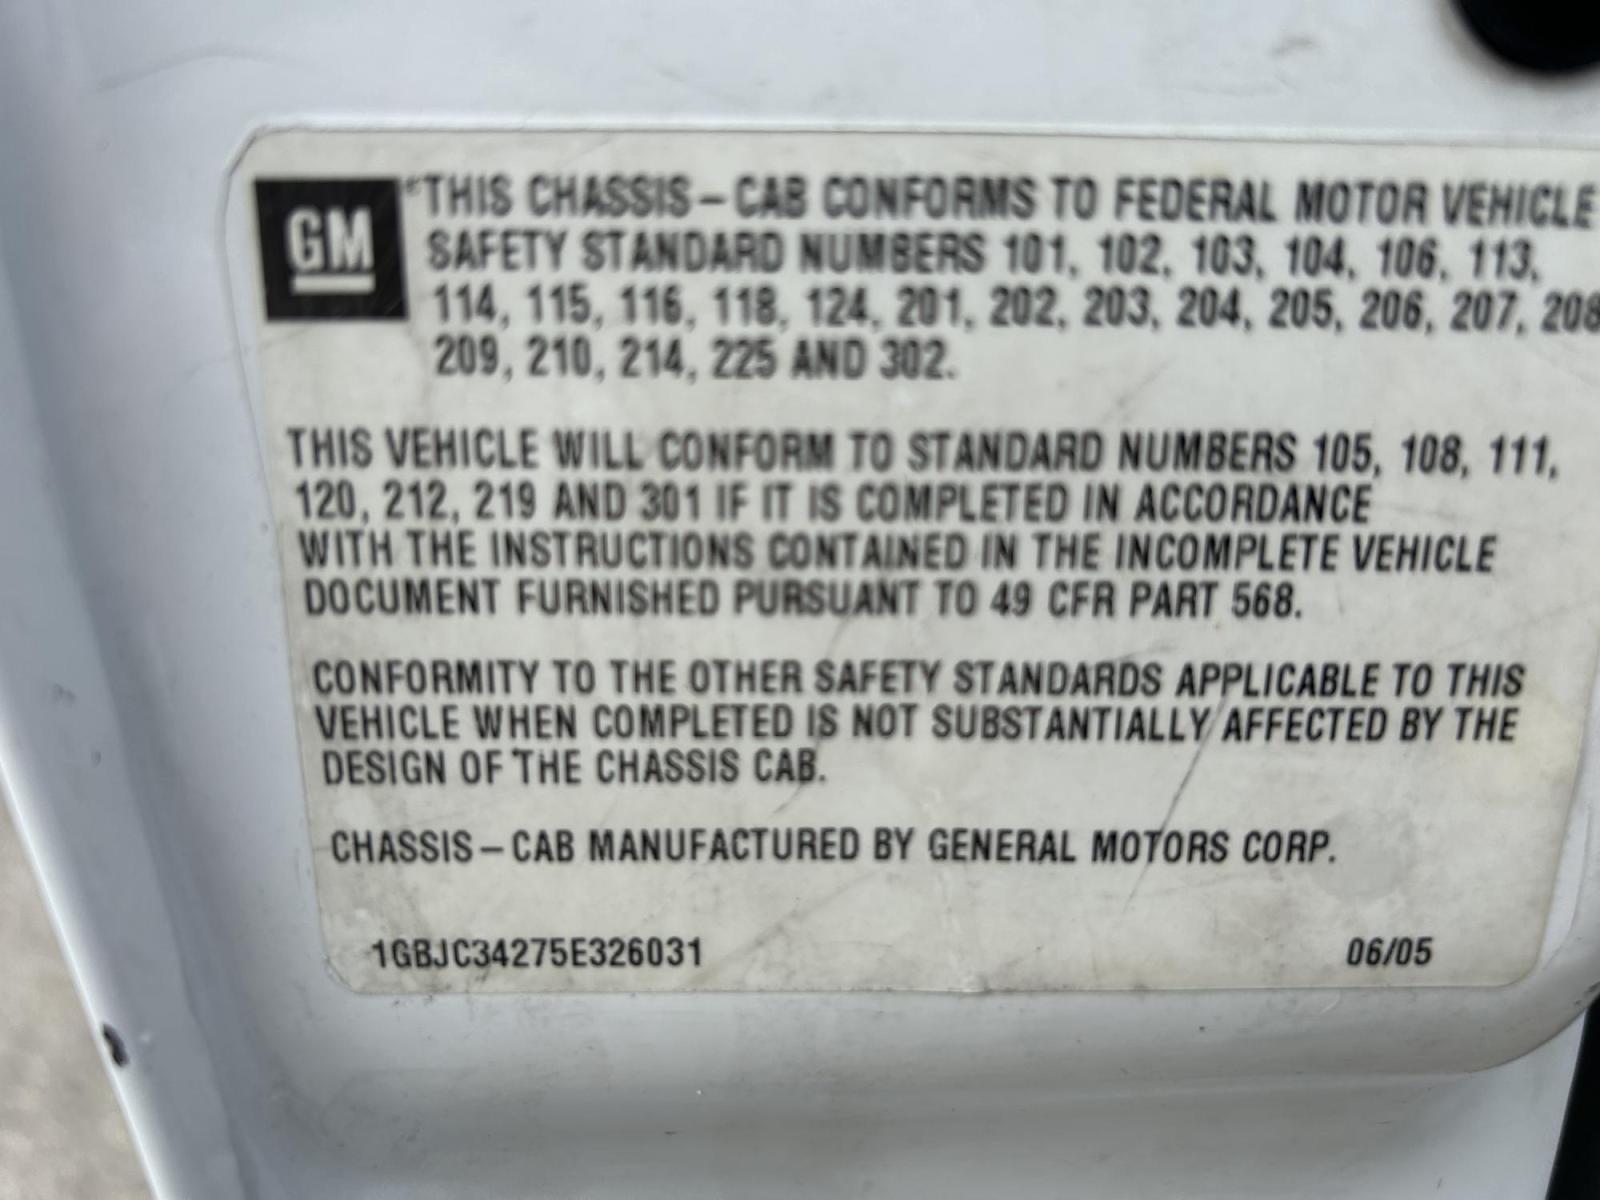 GM
*THIS CHASSIS-CAB CONFORMS TO FEDERAL MOTOR VEHICLE
SAFETY STANDARD NUMBERS 101, 102, 103, 104, 106, 113,
114, 115, 116, 118, 124, 201, 202, 203, 204, 205, 206, 207, 208
209, 210, 214, 225 AND 302.
THIS VEHICLE WILL CONFORM TO STANDARD NUMBERS 105, 108, 111,
120, 212, 219 AND 301 IF IT IS COMPLETED IN ACCORDANCE
WITH THE INSTRUCTIONS CONTAINED IN THE INCOMPLETE VEHICLE
DOCUMENT FURNISHED PURSUANT TO 49 CFR PART 568.
CONFORMITY TO THE OTHER SAFETY STANDARDS APPLICABLE TO THIS
VEHICLE WHEN COMPLETED IS NOT SUBSTANTIALLY AFFECTED BY THE
DESIGN OF THE CHASSIS CAB.
CHASSIS-CAB MANUFACTURED BY GENERAL MOTORS CORP.
1GBJC34275E326031 06/05